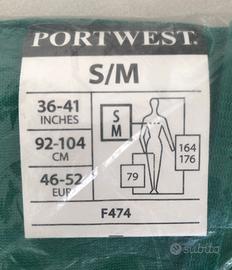 PORTWEST.
S/M
36-41
INCHES
92-104
CM
46-52
EUR
S
M
164
176
79
F474
subito